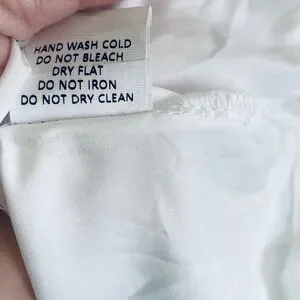 HAND WASH COLD
DO NOT BLEACH
DRY FLAT
DO NOT IRON
DO NOT DRY CLEAN